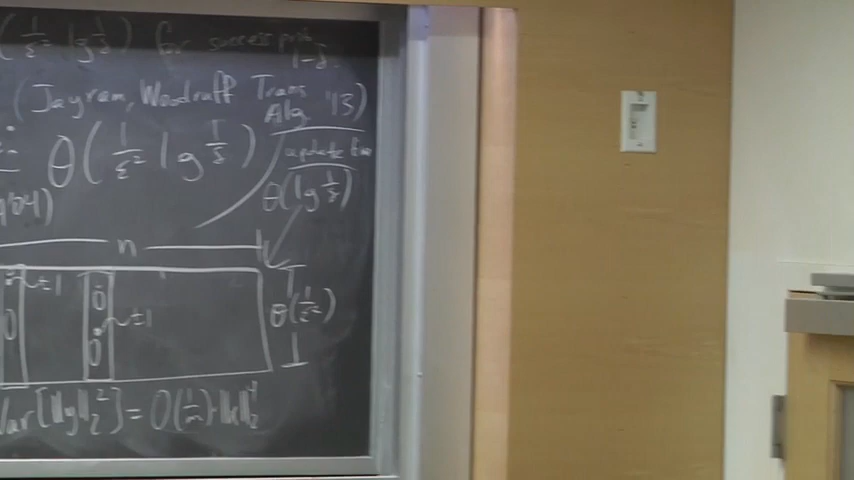 (1/ε² lg 1/δ) for success prob. 1-δ
(Jayram, Woodruff Trans Alg. '13)
θ(1/ε² lg 1/δ)
update time
θ(lg 1/δ)
'04)
n
±1
0
0
±1
0
θ(1/ε²)
Var[||y||₂²] = O(1/m)·||x||₂⁴